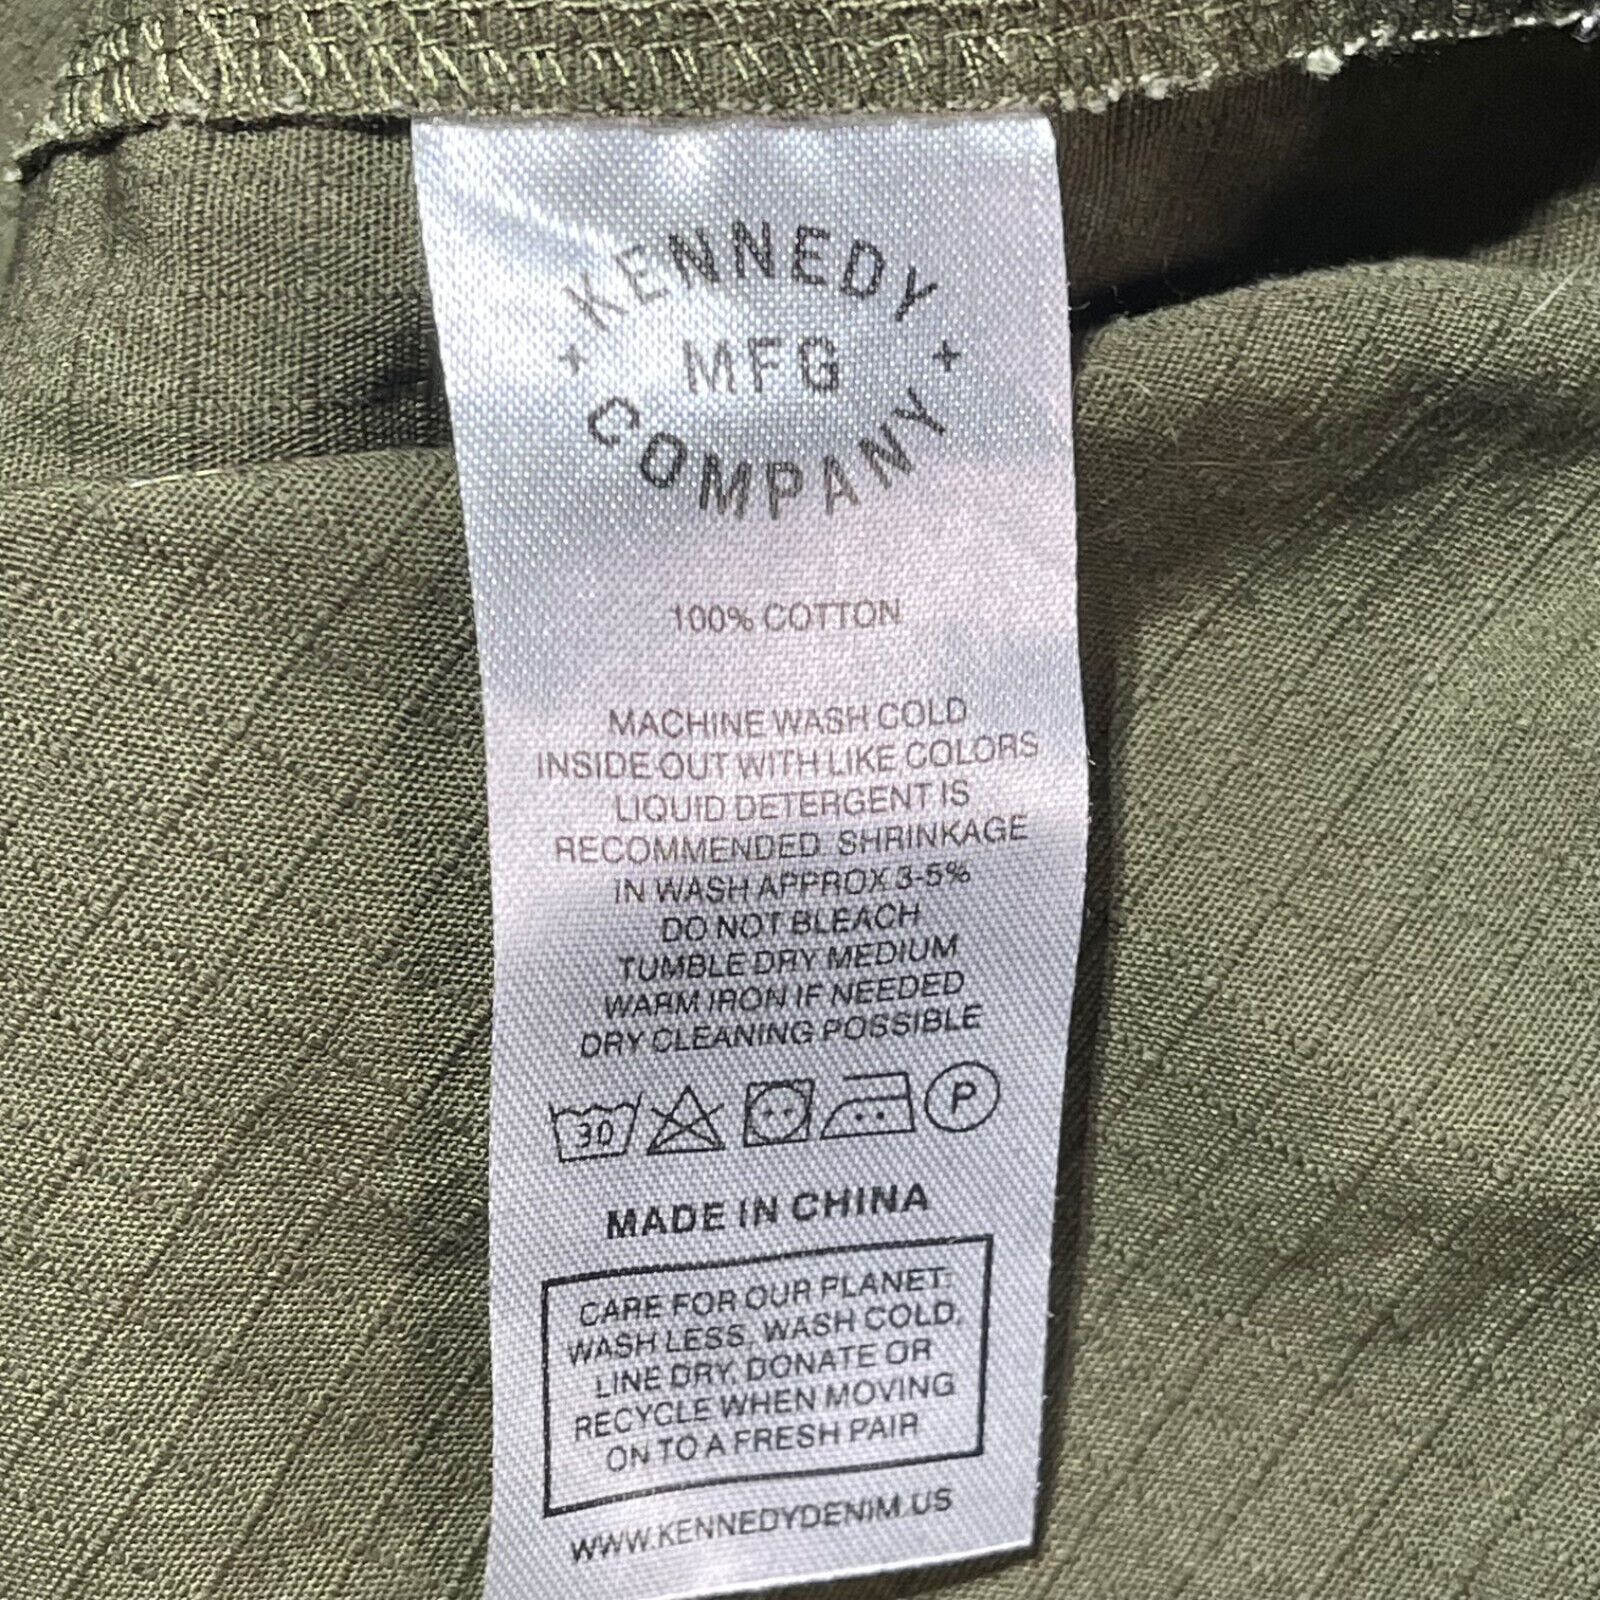 KENNEDY
+ MFG +
COMPANY
100% COTTON
MACHINE WASH COLD
INSIDE OUT WITH LIKE COLORS
LIQUID DETERGENT IS
RECOMMENDED. SHRINKAGE
IN WASH APPROX 3-5%
DO NOT BLEACH
TUMBLE DRY MEDIUM
WARM IRON IF NEEDED
DRY CLEANING POSSIBLE
30 P
MADE IN CHINA
CARE FOR OUR PLANET:
WASH LESS, WASH COLD,
LINE DRY, DONATE OR
RECYCLE WHEN MOVING
ON TO A FRESH PAIR
WWW.KENNEDYDENIM.US